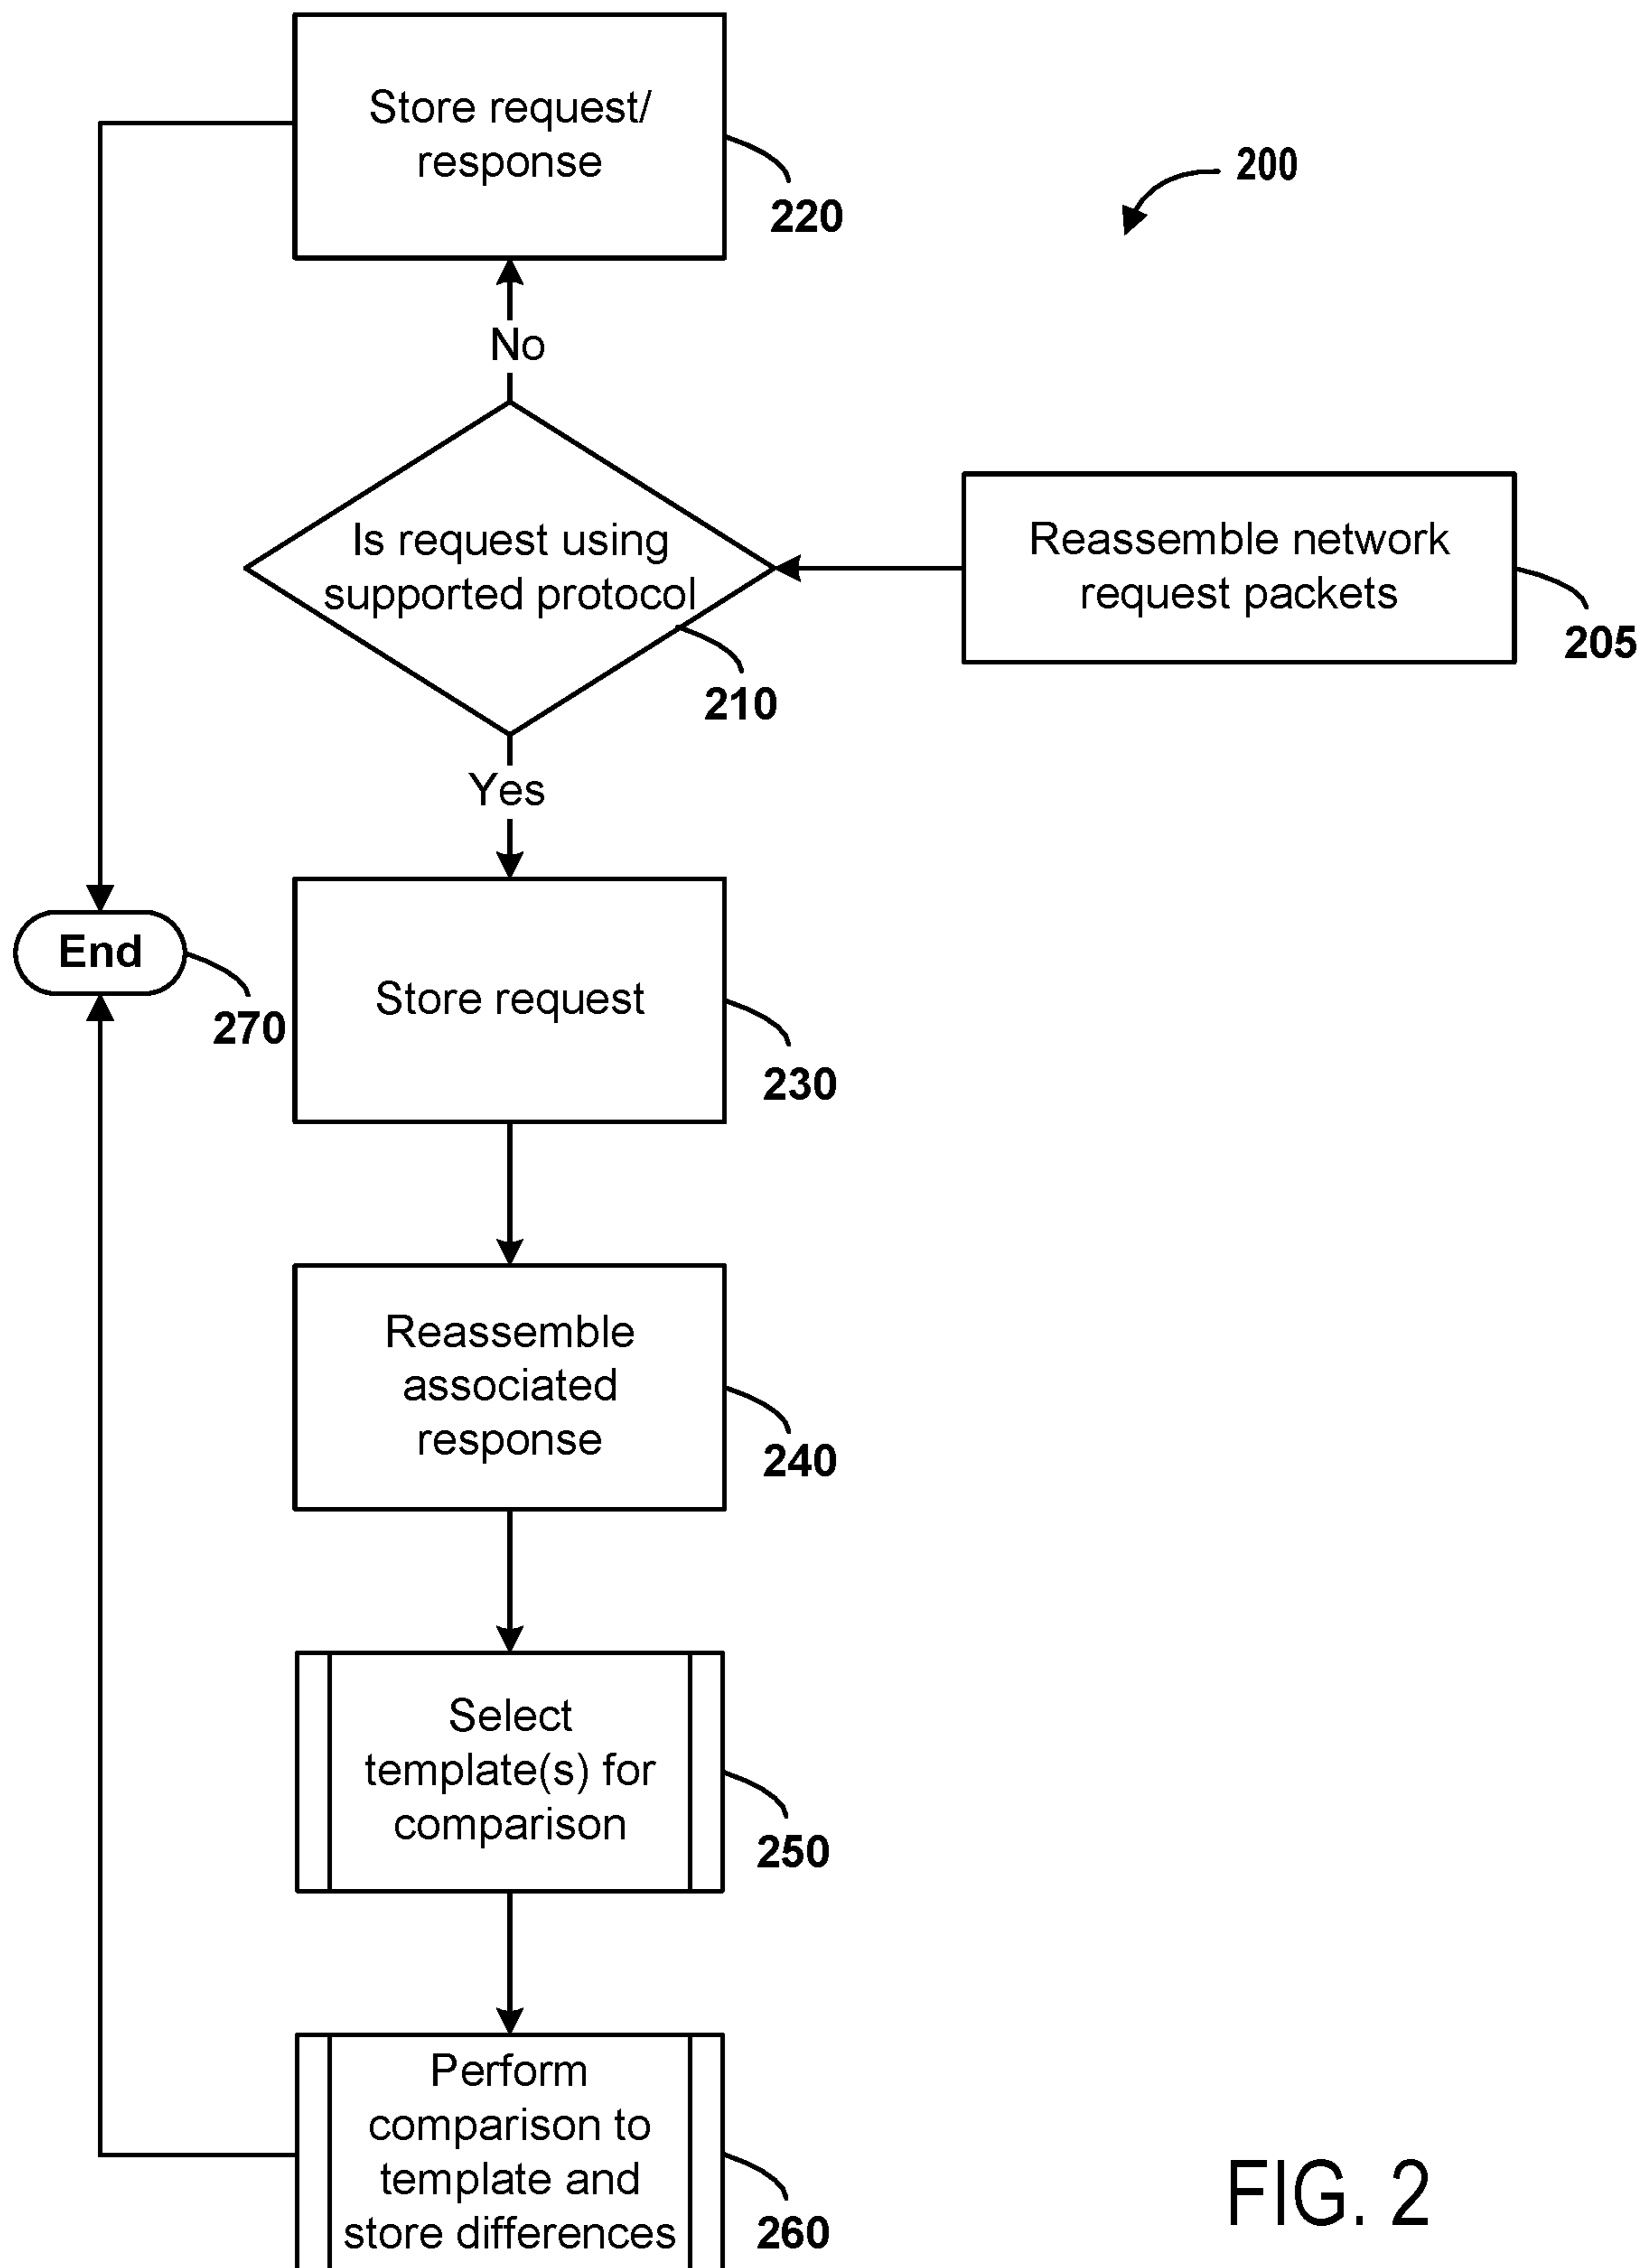 Store request/
response
220
200
No
Is request using
supported protocol
210
Reassemble network
request packets
205
Yes
End
270
Store request
230
Reassemble
associated
response
240
Select
template(s) for
comparison
250
Perform
comparison to
template and
store differences
260
FIG. 2